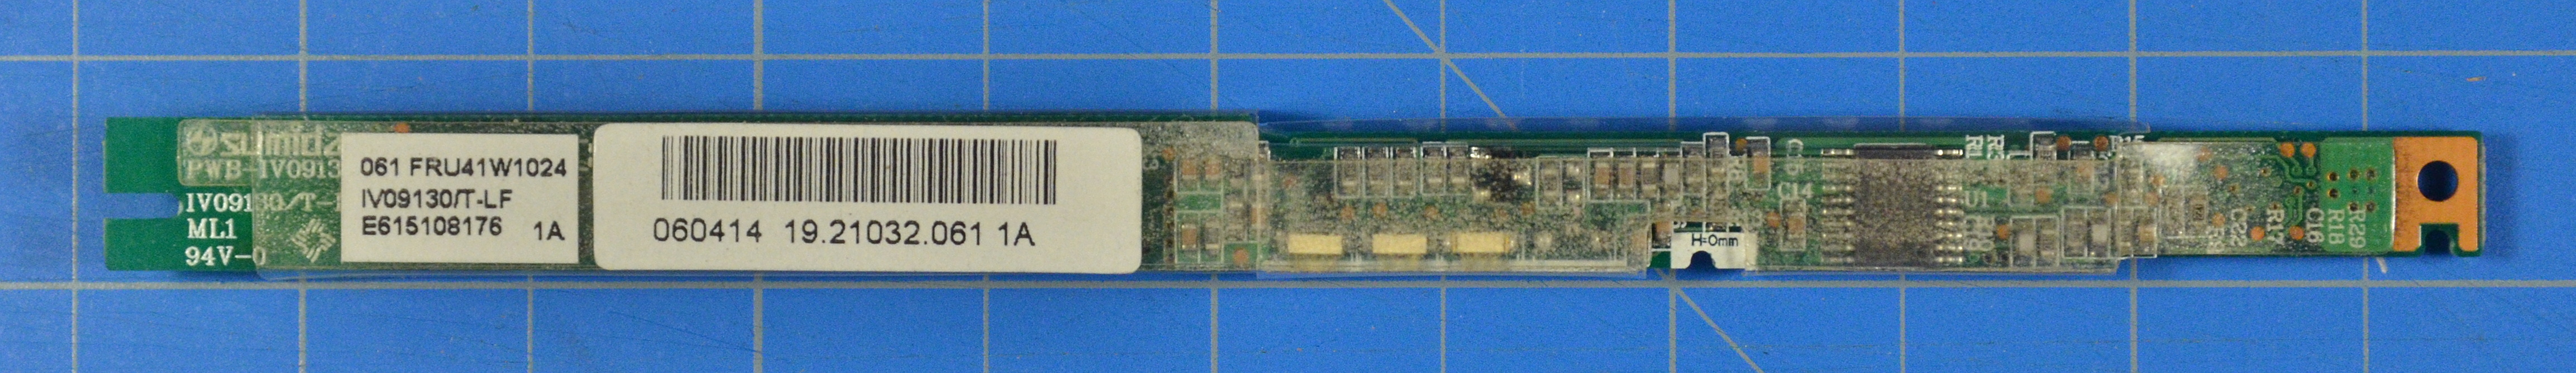 sumida
PWB-IV0913
IV09130/T-
ML1
94V-0
061 FRU41W1024
IV09130/T-LF
E615108176 1A
060414 19.21032.061 1A
C14
U1
H=0mm
C22
R17
C16
R18
R29